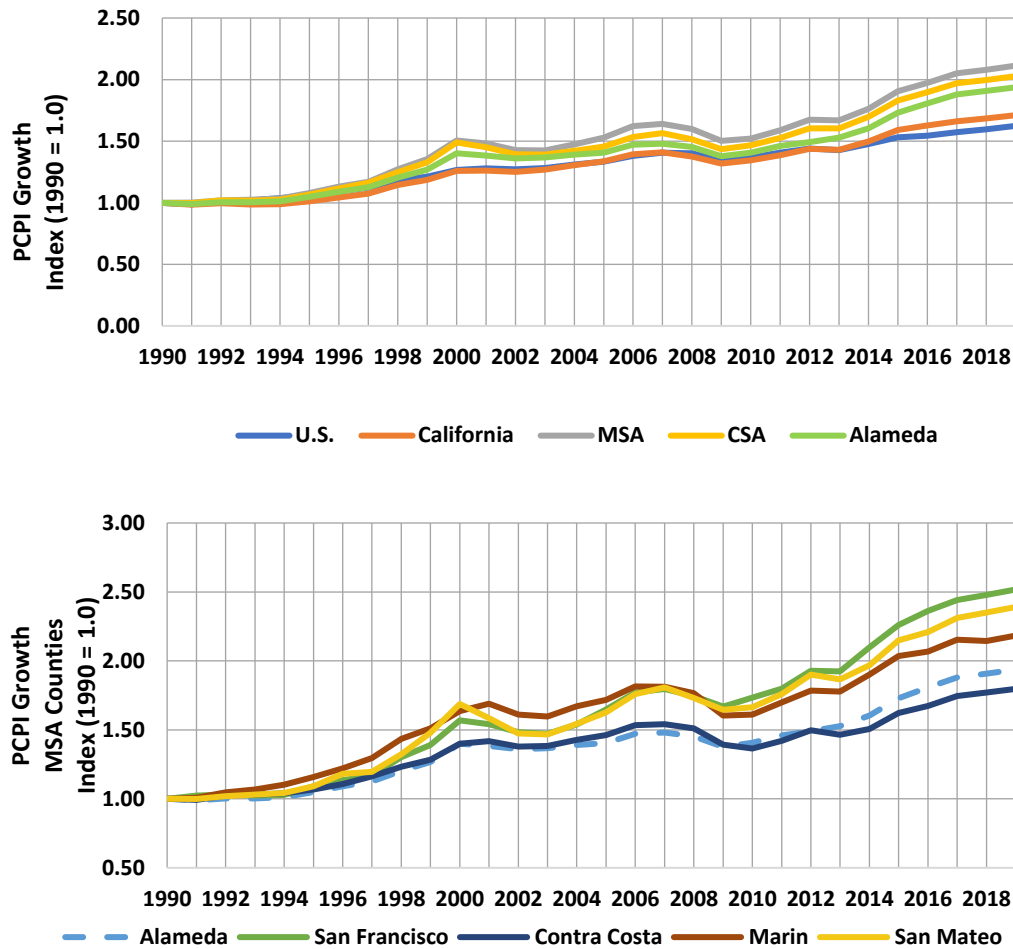 PCPI Growth
Index (1990 = 1.0)
2.50
2.00
1.50
1.00
0.50
0.00
1990 1992 1994 1996 1998 2000 2002 2004 2006 2008 2010 2012 2014 2016 2018
U.S. California MSA CSA Alameda
PCPI Growth
MSA Counties
Index (1990 = 1.0)
3.00
2.50
2.00
1.50
1.00
0.50
1990 1992 1994 1996 1998 2000 2002 2004 2006 2008 2010 2012 2014 2016 2018
Alameda San Francisco Contra Costa Marin San Mateo